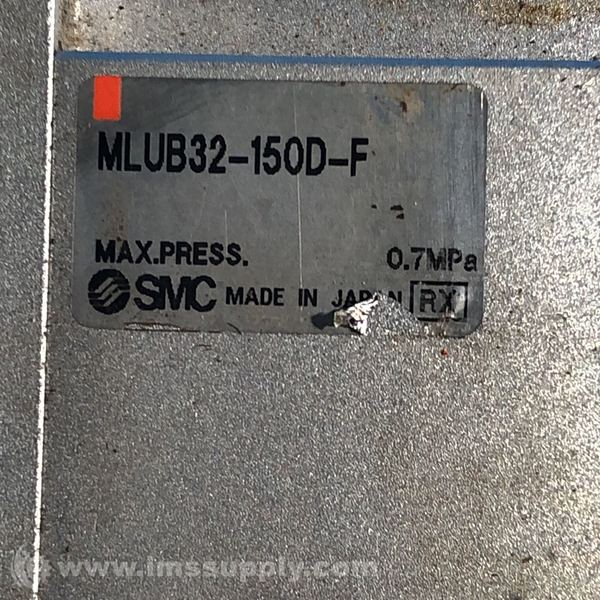 MLUB32-150D-F
MAX.PRESS. 0.7MPa
SMC MADE IN JAPAN RX
www.imssupply.com